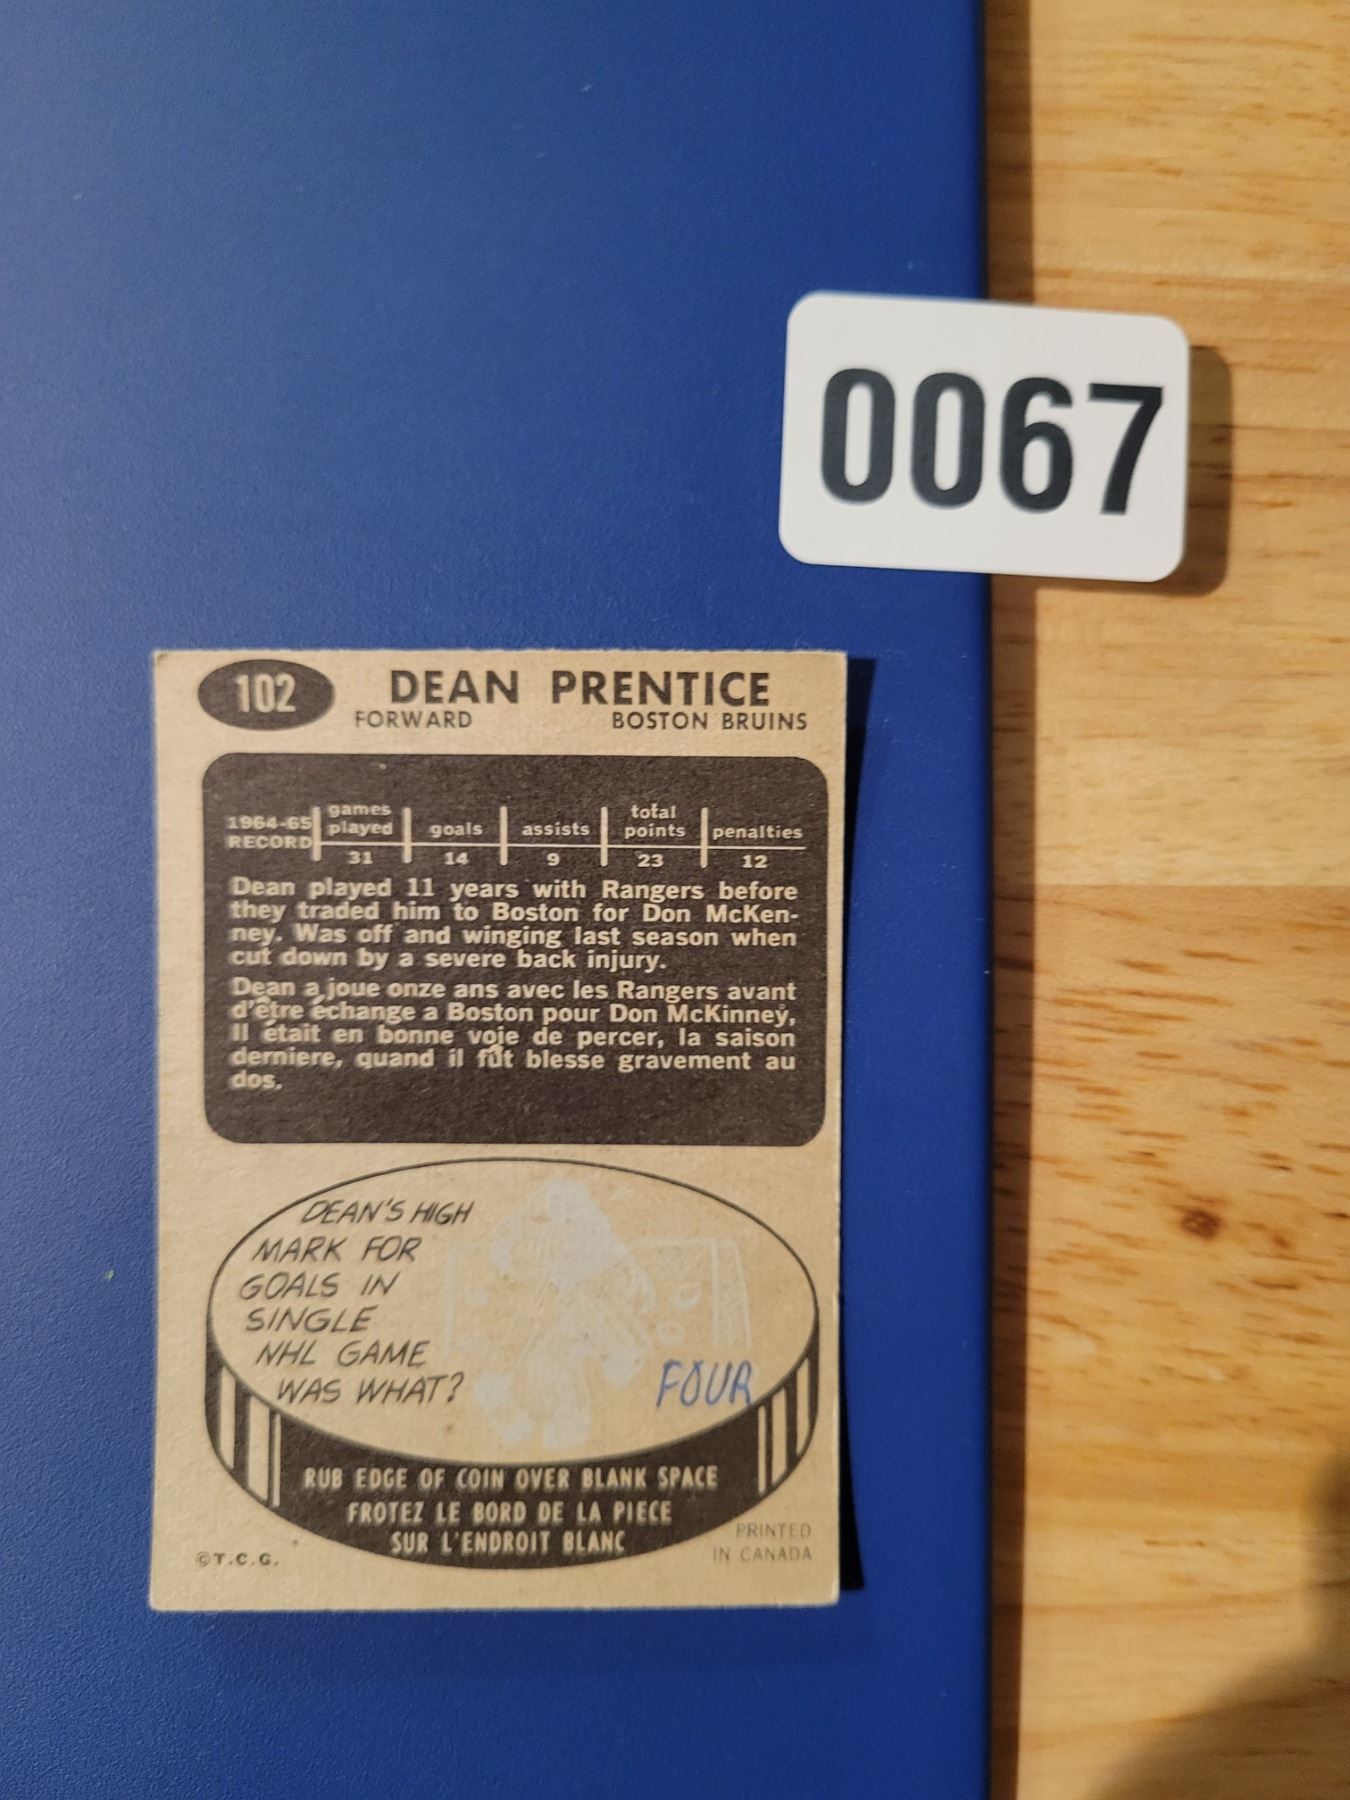 0067
102 DEAN PRENTICE
FORWARD BOSTON BRUINS
1964-65 RECORD games played goals assists total points penalties
31 14 9 23 12
Dean played 11 years with Rangers before
they traded him to Boston for Don McKen-
ney. Was off and winging last season when
cut down by a severe back injury.
Dean a joue onze ans avec les Rangers avant
d'être échange a Boston pour Don McKinney,
Il était en bonne voie de percer, la saison
derniere, quand il fût blesse gravement au
dos.
DEAN'S HIGH
MARK FOR
GOALS IN
SINGLE
NHL GAME
WAS WHAT?
FOUR
RUB EDGE OF COIN OVER BLANK SPACE
FROTEZ LE BORD DE LA PIECE
SUR L'ENDROIT BLANC
©T.C.G.
PRINTED
IN CANADA